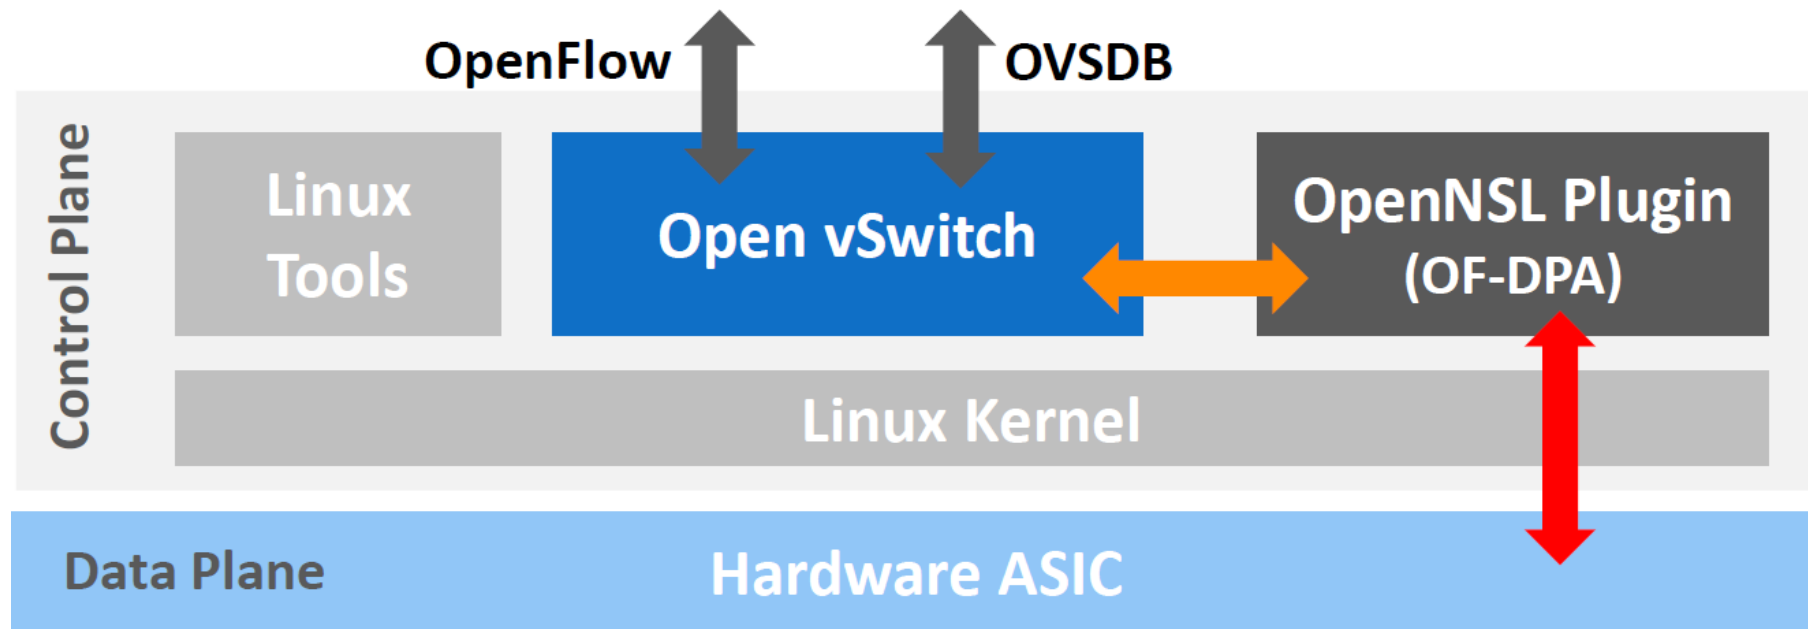 OpenFlow
OVSDB
Control Plane
Linux
Tools
Open vSwitch
OpenNSL Plugin
(OF-DPA)
Linux Kernel
Data Plane
Hardware ASIC